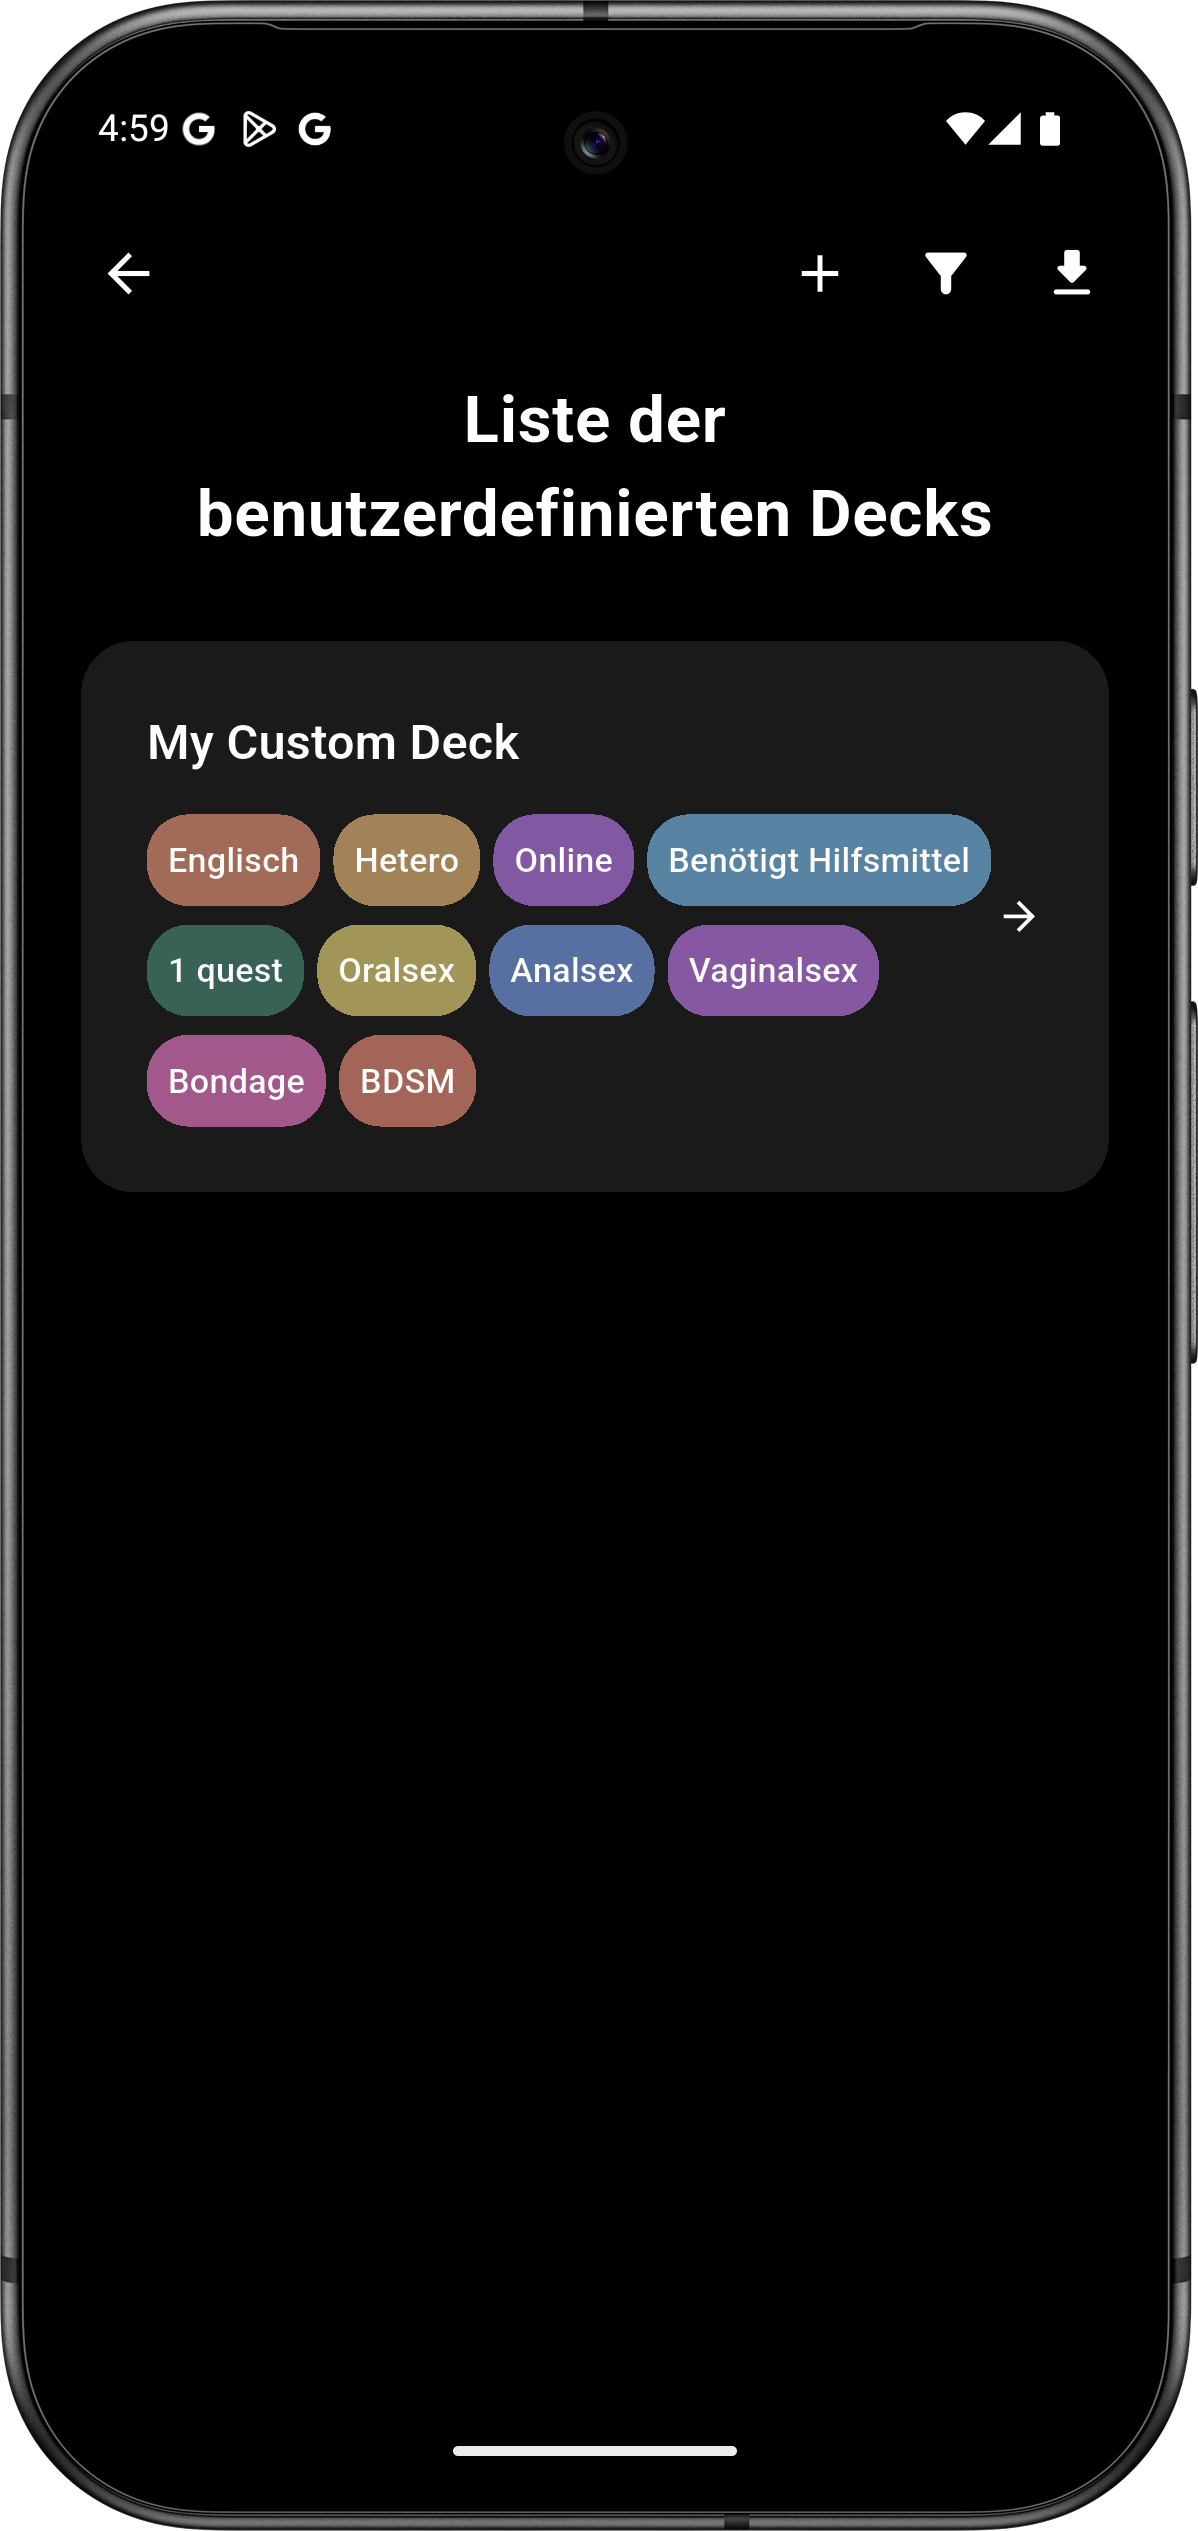 4:59
Liste der
benutzerdefinierten Decks
My Custom Deck
Englisch Hetero Online Benötigt Hilfsmittel
1 quest Oralsex Analsex Vaginalsex
Bondage BDSM